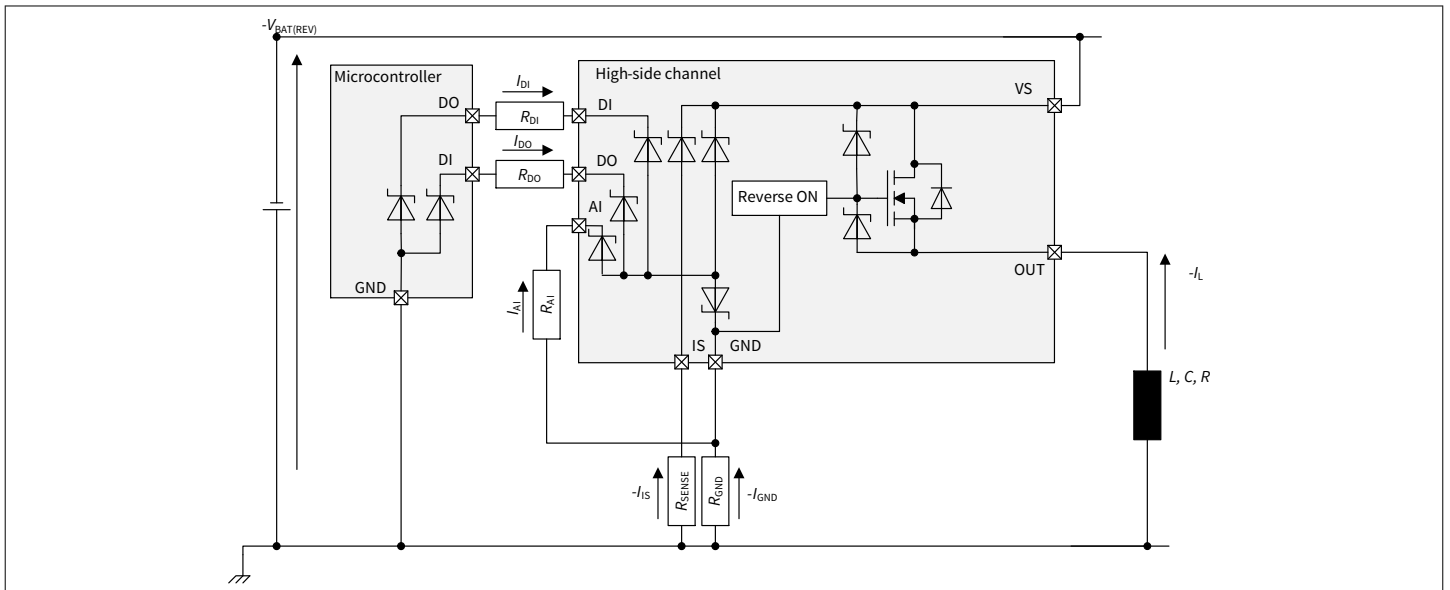 -VBAT(REV)
Microcontroller
High-side channel
VS
DO
IDI
RDI
DI
DI
IDO
RDO
DO
AI
Reverse ON
GND
OUT
-IL
IAI
RAI
IS
GND
L, C, R
-IIS
RSENSE
RGND
-IGND